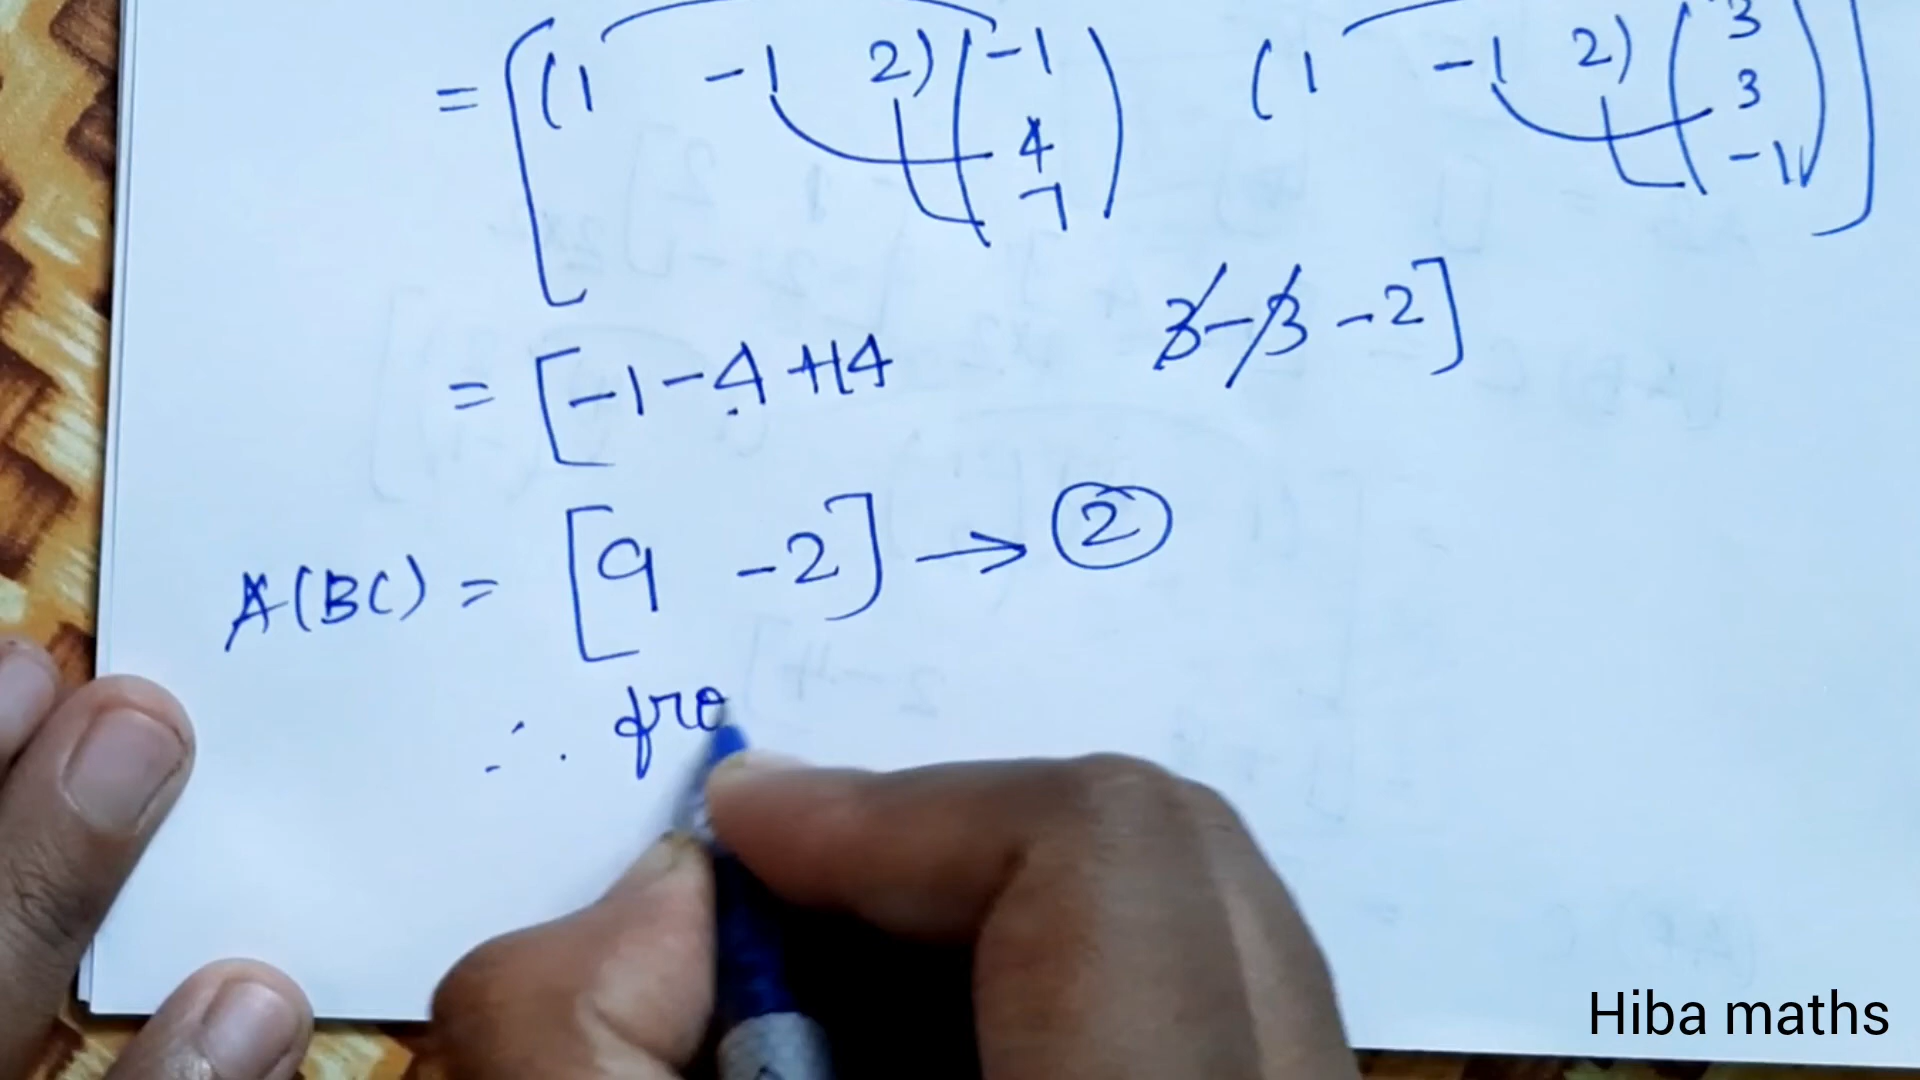 = [(1 -1 2) (-1 4 7) (1 -1 2) (3 3 -1)]
= [-1-4+14 3-3-2]
A(BC) = [9 -2] → 2
∴ fro
Hiba maths